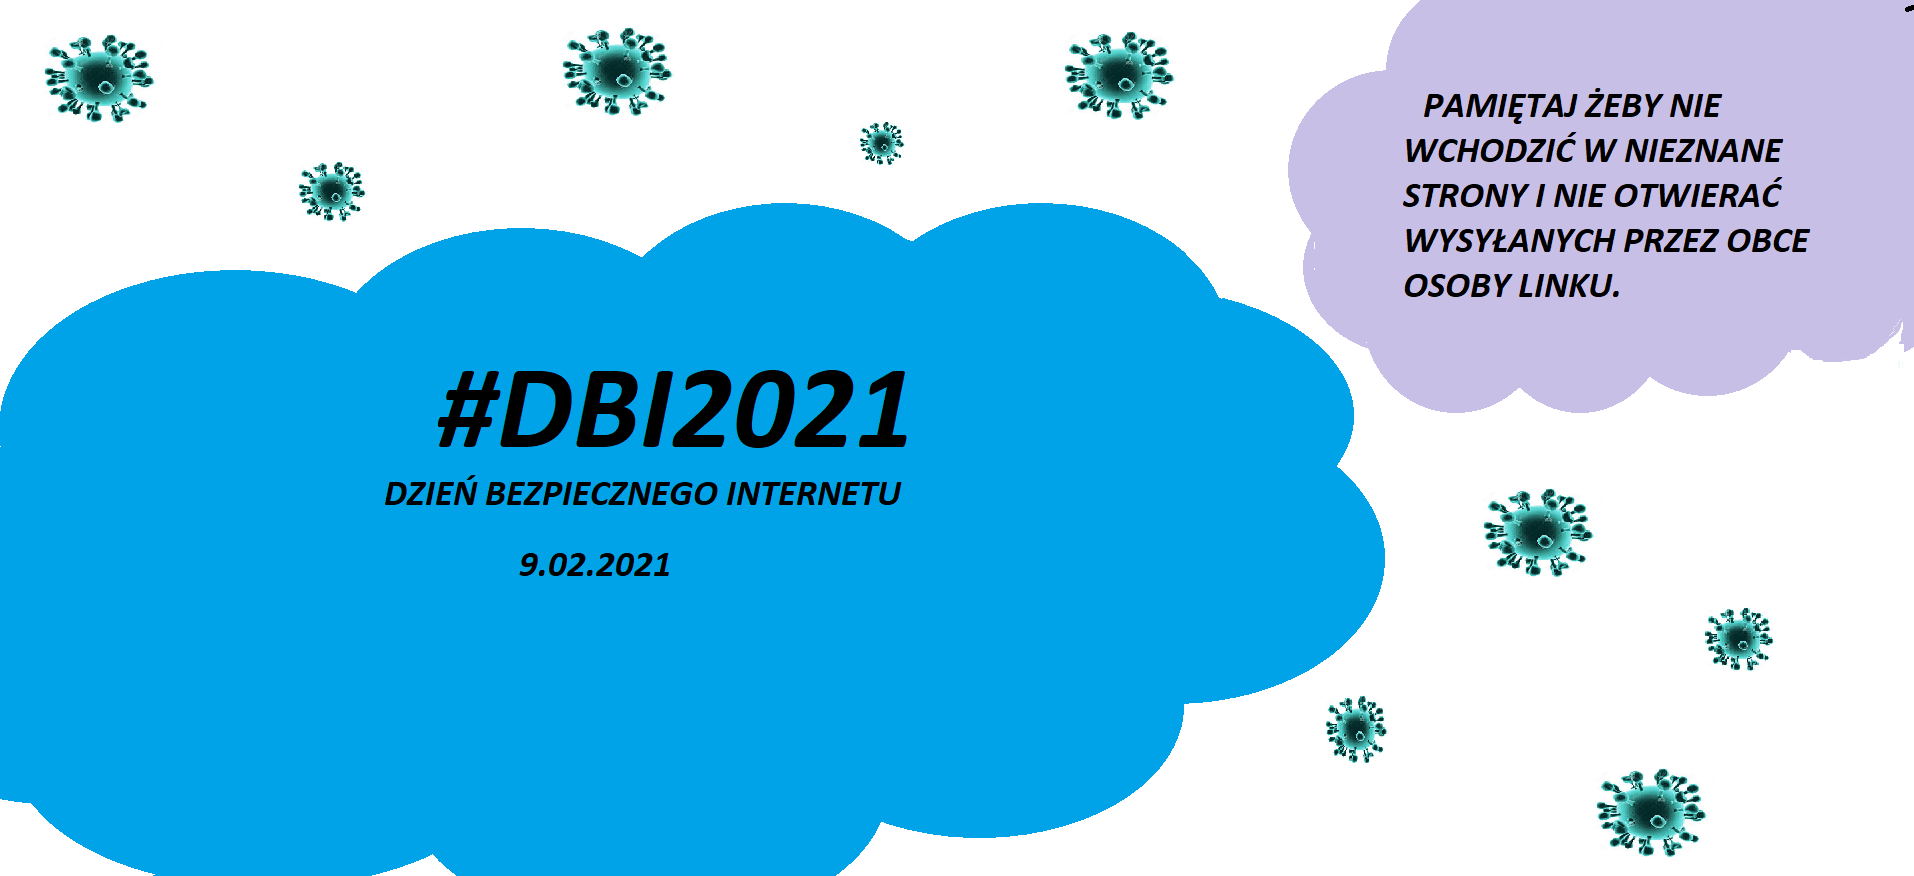 #DBI2021
DZIEŃ BEZPIECZNEGO INTERNETU
9.02.2021
PAMIĘTAJ ŻEBY NIE
WCHODZIĆ W NIEZNANE
STRONY I NIE OTWIERAĆ
WYSYŁANYCH PRZEZ OBCE
OSOBY LINKU.